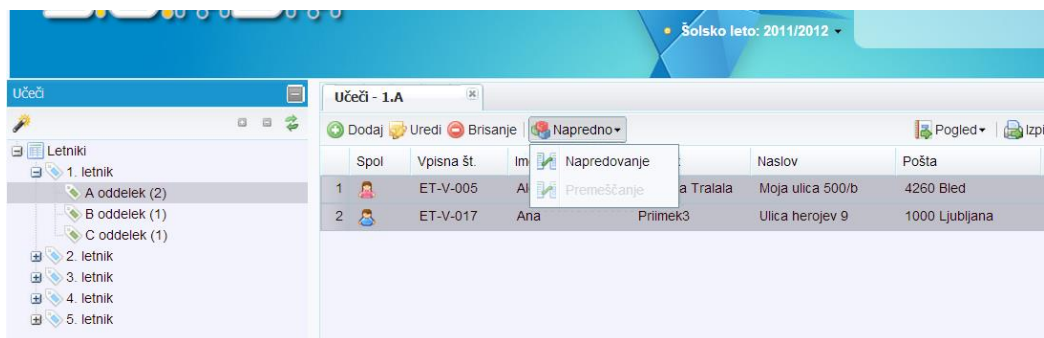 Šolsko leto: 2011/2012
Učeči
Letniki
1. letnik
A oddelek (2)
B oddelek (1)
C oddelek (1)
2. letnik
3. letnik
4. letnik
5. letnik
Učeči - 1.A
Dodaj Uredi Brisanje Napredno Pogled
Napredovanje
Premeščanje
Spol Vpisna št. Naslov Pošta
1 ET-V-005 Tralala Moja ulica 500/b 4260 Bled
2 ET-V-017 Ana Priimek3 Ulica herojev 9 1000 Ljubljana